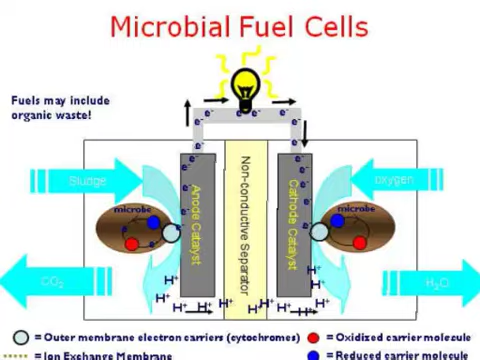 Microbial Fuel Cells
Fuels may include
organic waste!
e⁻ e⁻
e⁻ e⁻
e⁻ e⁻
Sludge
Oxygen
microbe
microbe
Anode Catalyst
Non-conductive Separator
Cathode Catalyst
e⁻
e⁻
e⁻
e⁻
e⁻
e⁻
CO₂
H₂O
H⁺ H⁺
H⁺ H⁺
H⁺ H⁺ H⁺ H⁺ H⁺ H⁺
= Outer membrane electron carriers (cytochromes)
= Oxidized carrier molecule
= Ion Exchange Membrane
= Reduced carrier molecule